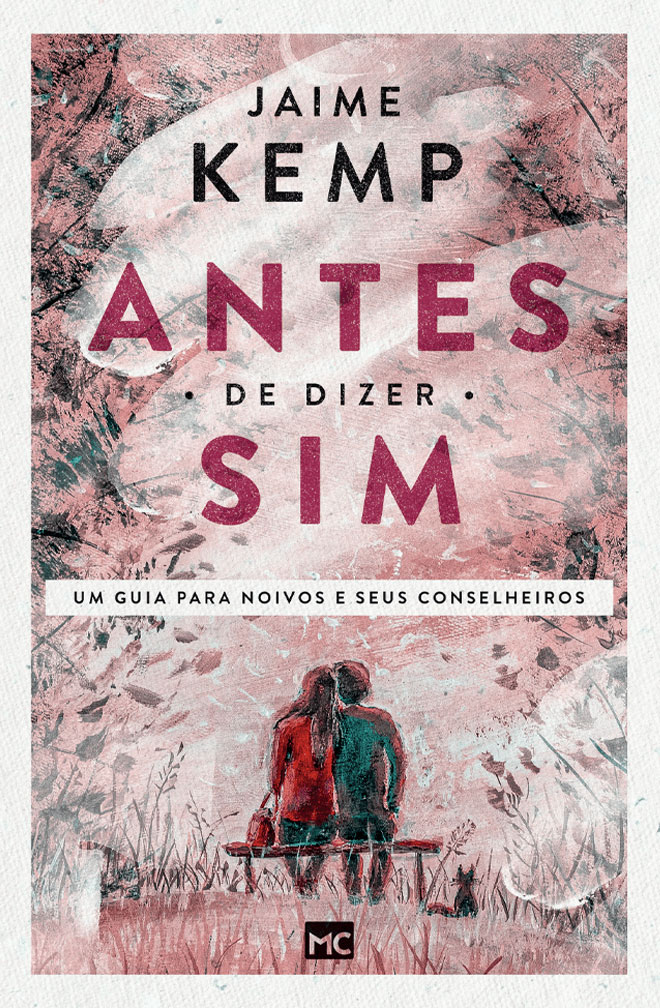 JAIME
KEMP
ANTES
• DE DIZER •
SIM
UM GUIA PARA NOIVOS E SEUS CONSELHEIROS
MC